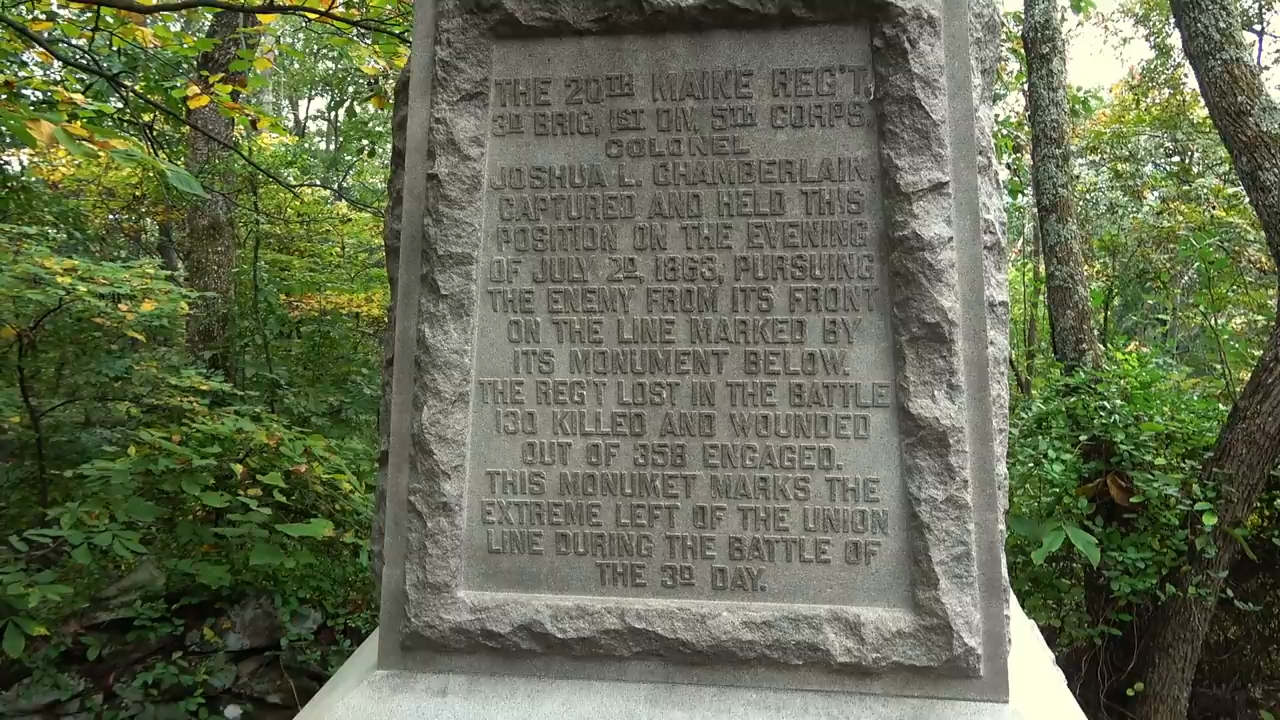 THE 20TH MAINE REG'T,
3D BRIG, 1ST DIV, 5TH CORPS,
COLONEL
JOSHUA L. CHAMBERLAIN,
CAPTURED AND HELD THIS
POSITION ON THE EVENING
OF JULY 2D, 1863, PURSUING
THE ENEMY FROM ITS FRONT
ON THE LINE MARKED BY
ITS MONUMENT BELOW.
THE REG'T LOST IN THE BATTLE
130 KILLED AND WOUNDED
OUT OF 358 ENGAGED.
THIS MONUMET MARKS THE
EXTREME LEFT OF THE UNION
LINE DURING THE BATTLE OF
THE 3D DAY.